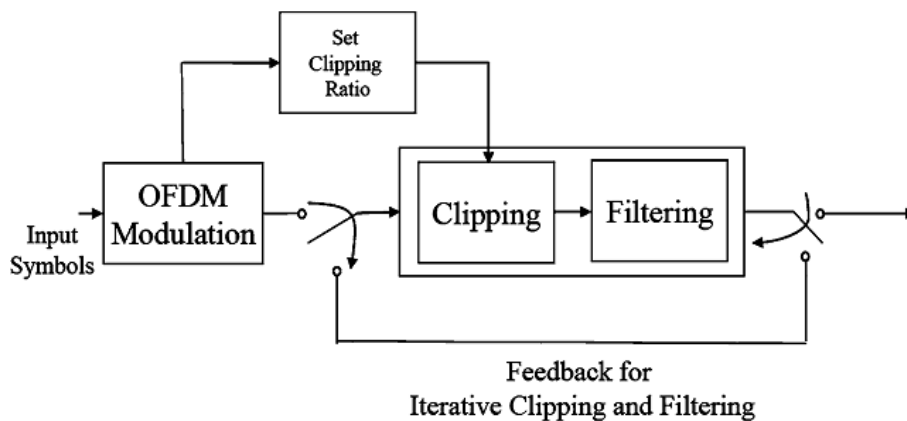 Set
Clipping
Ratio
OFDM
Modulation
Input
Symbols
Clipping
Filtering
Feedback for
Iterative Clipping and Filtering